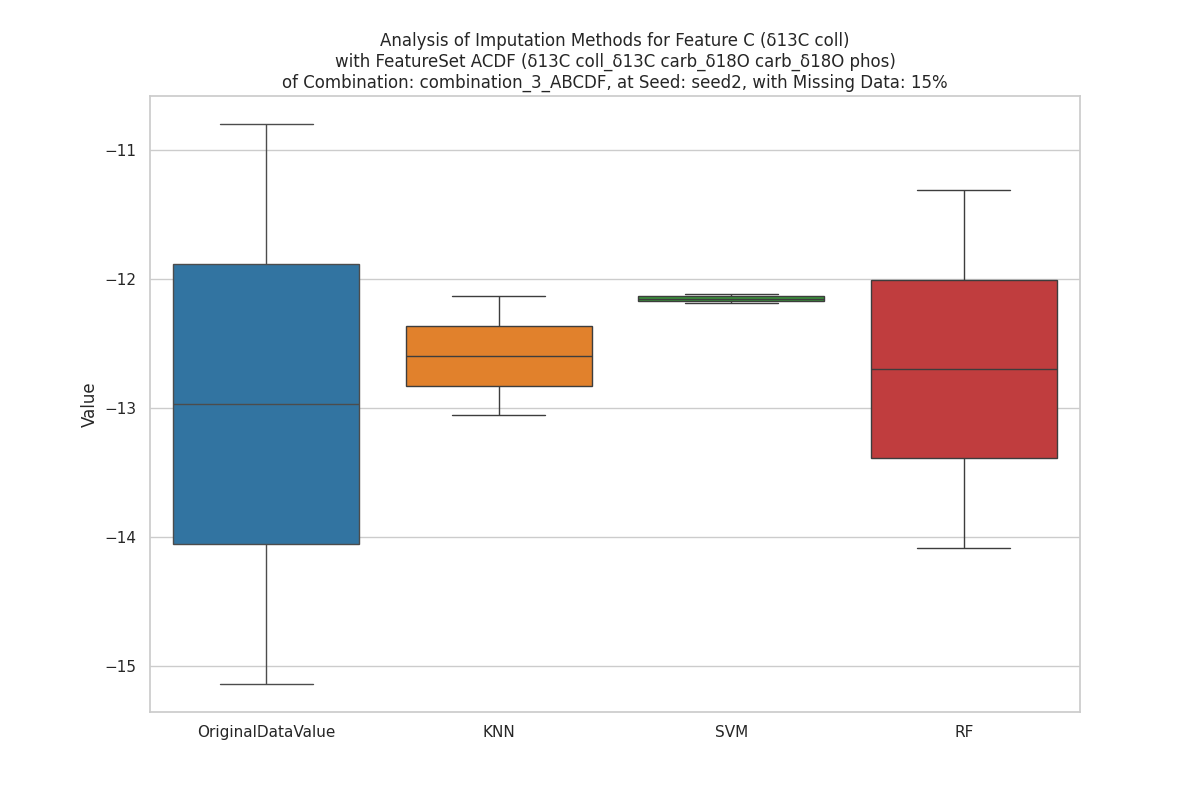 Analysis of Imputation Methods for Feature C (δ13C coll)
with FeatureSet ACDF (δ13C coll_δ13C carb_δ18O carb_δ18O phos)
of Combination: combination_3_ABCDF, at Seed: seed2, with Missing Data: 15%
Value
−11
−12
−13
−14
−15
OriginalDataValue
KNN
SVM
RF